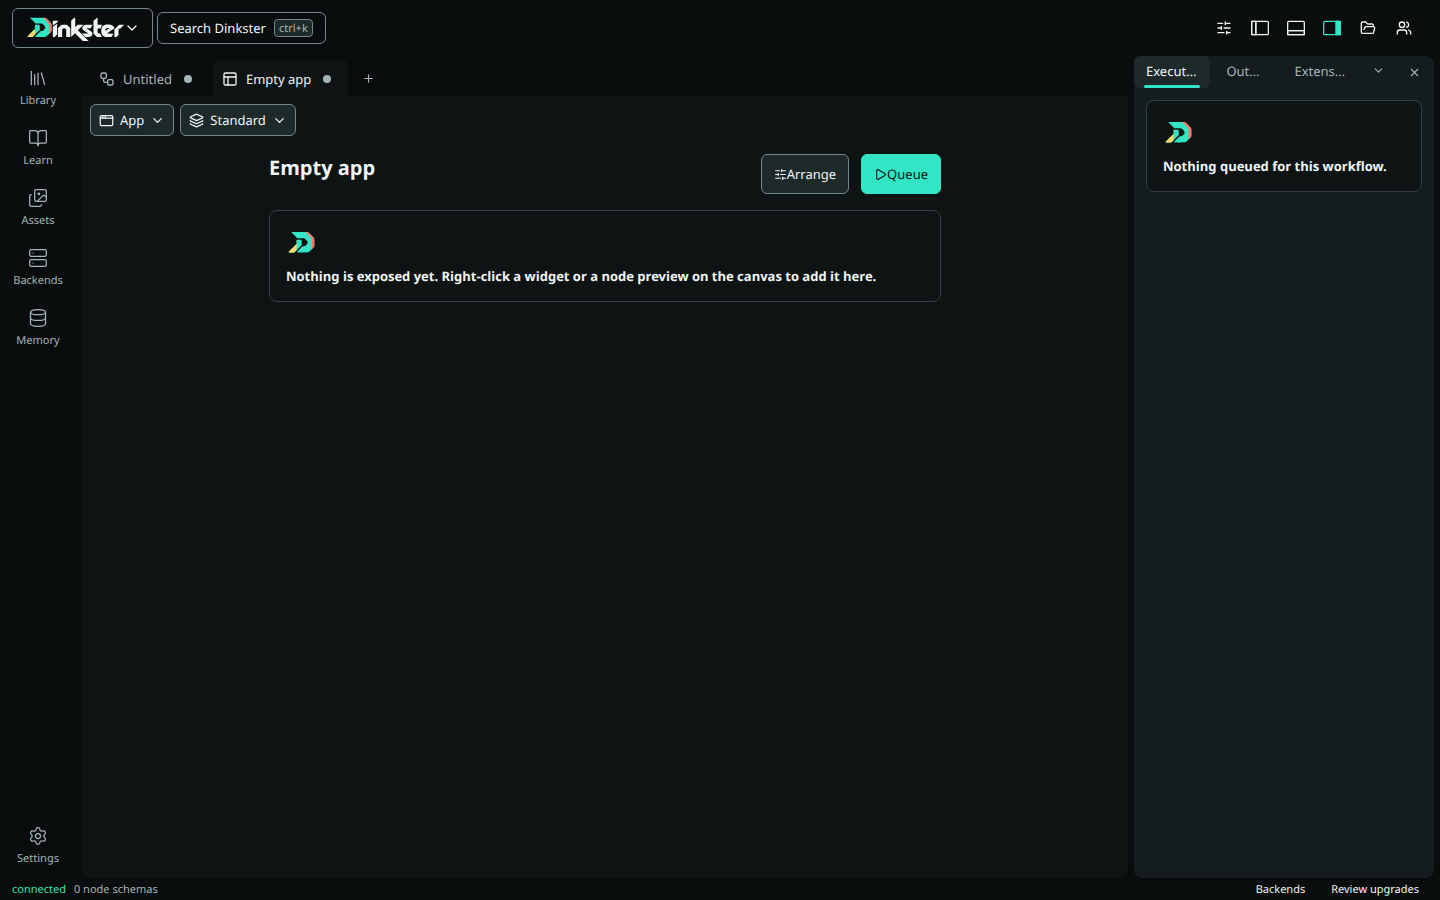 Dinkster
Search Dinkster ctrl+k
Library
Learn
Assets
Backends
Memory
Settings
Untitled
Empty app
App
Standard
Empty app
Arrange
Queue
Nothing is exposed yet. Right-click a widget or a node preview on the canvas to add it here.
Execut...
Out...
Extens...
Nothing queued for this workflow.
connected 0 node schemas
Backends
Review upgrades